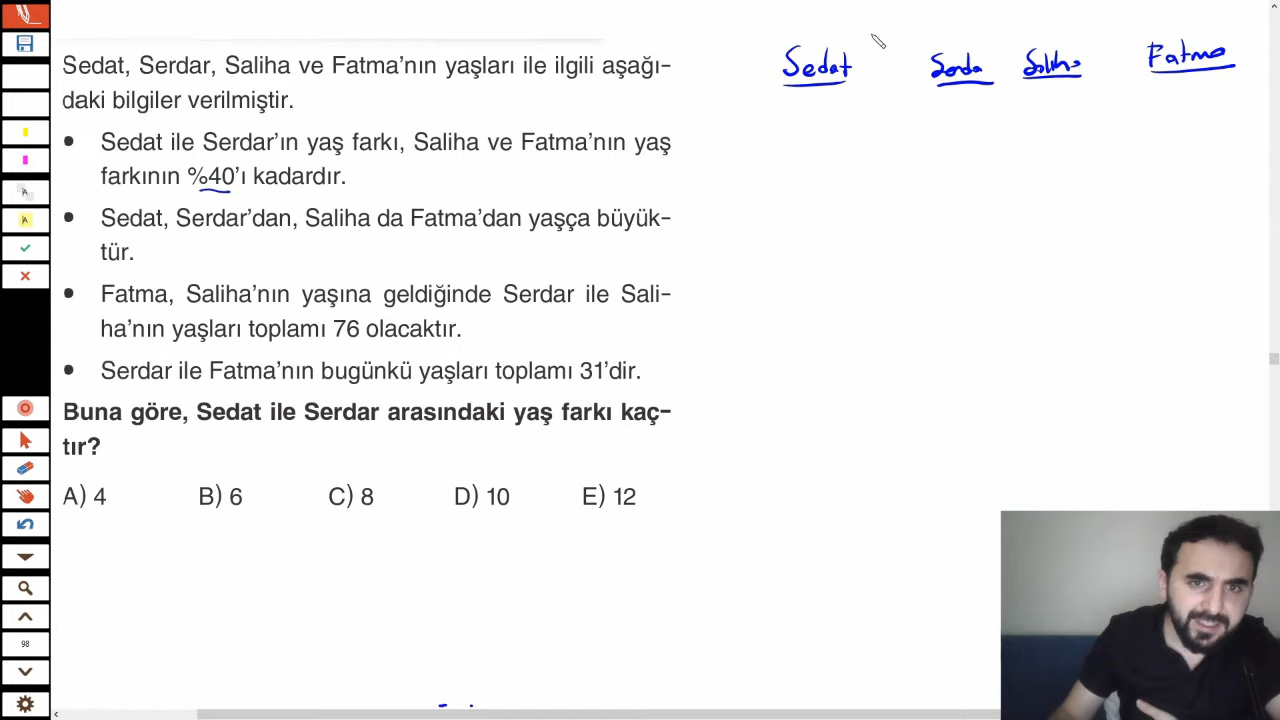 Sedat, Serdar, Saliha ve Fatma'nın yaşları ile ilgili aşağı-
daki bilgiler verilmiştir.
• Sedat ile Serdar'ın yaş farkı, Saliha ve Fatma'nın yaş
farkının %40'ı kadardır.
• Sedat, Serdar'dan, Saliha da Fatma'dan yaşça büyük-
tür.
• Fatma, Saliha'nın yaşına geldiğinde Serdar ile Sali-
ha'nın yaşları toplamı 76 olacaktır.
• Serdar ile Fatma'nın bugünkü yaşları toplamı 31'dir.
Buna göre, Sedat ile Serdar arasındaki yaş farkı kaç-
tır?
A) 4 B) 6 C) 8 D) 10 E) 12
Sedat Serda Saliha Fatma
98